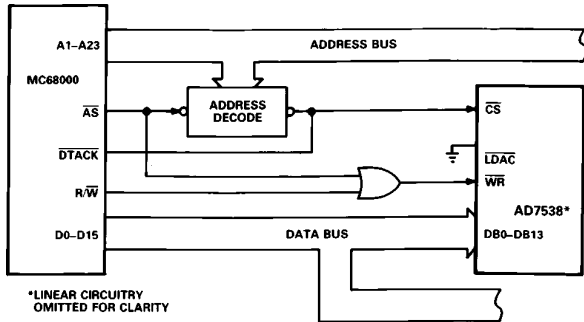 A1–A23
ADDRESS BUS
MC68000
AS
ADDRESS
DECODE
CS
DTACK
LDAC
R/W
WR
AD7538*
D0–D15
DATA BUS
DB0–DB13
*LINEAR CIRCUITRY
OMITTED FOR CLARITY